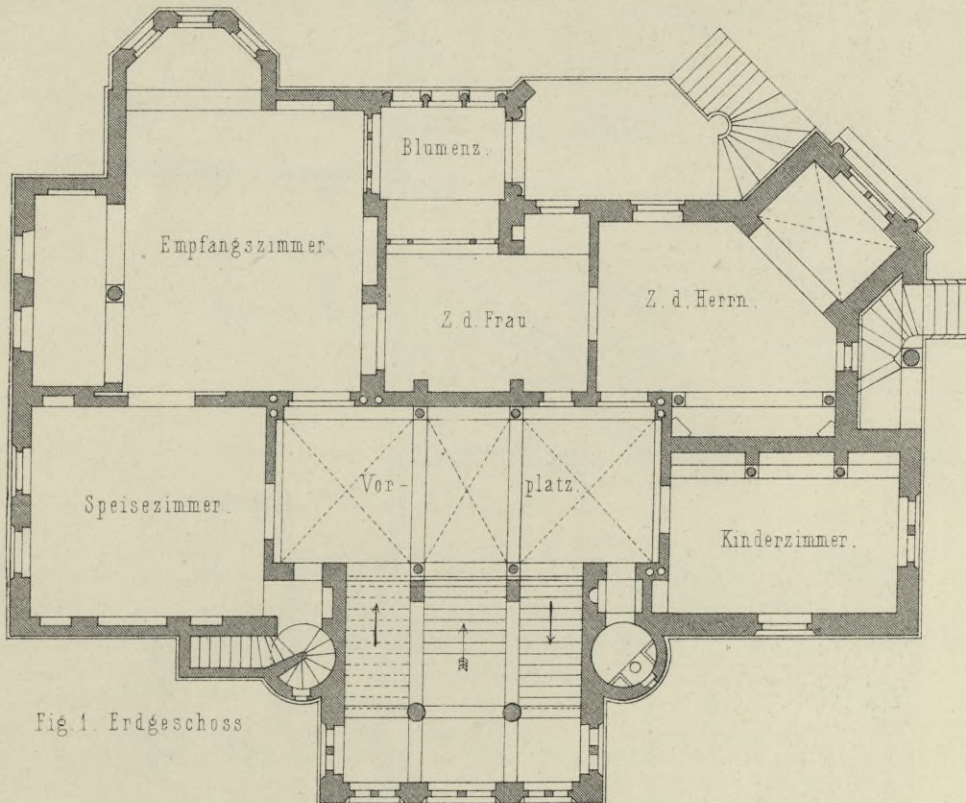 Blumenz.
Empfangszimmer.
Z. d. Frau.
Z. d. Herrn.
Speisezimmer.
Vor-platz.
Kinderzimmer.
Fig. 1. Erdgeschoss